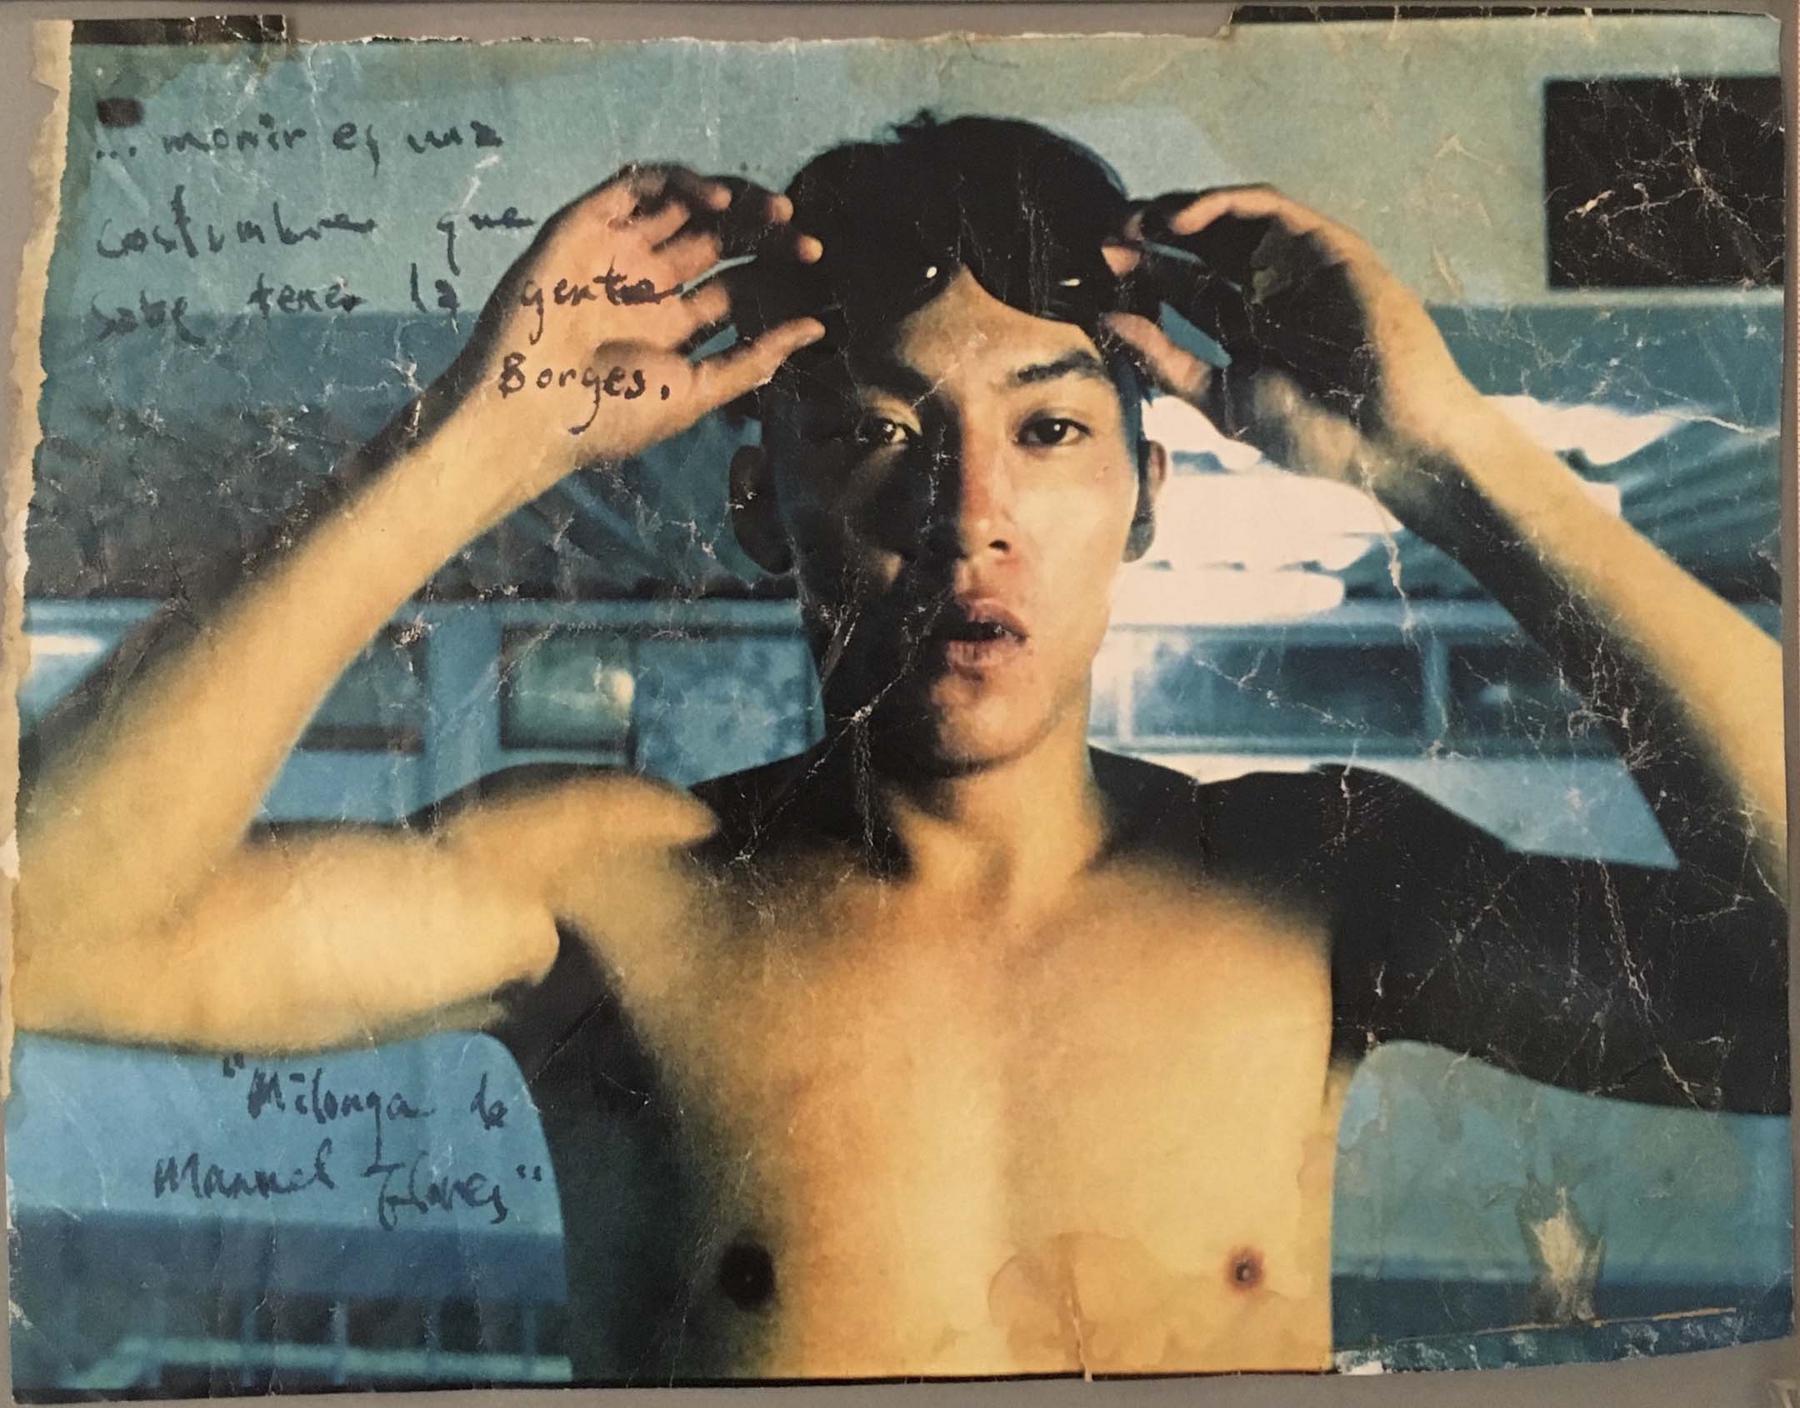 ... morir es una
costumbre que
sabe tener la gente
Borges.
"Milonga de
Manuel Flores"